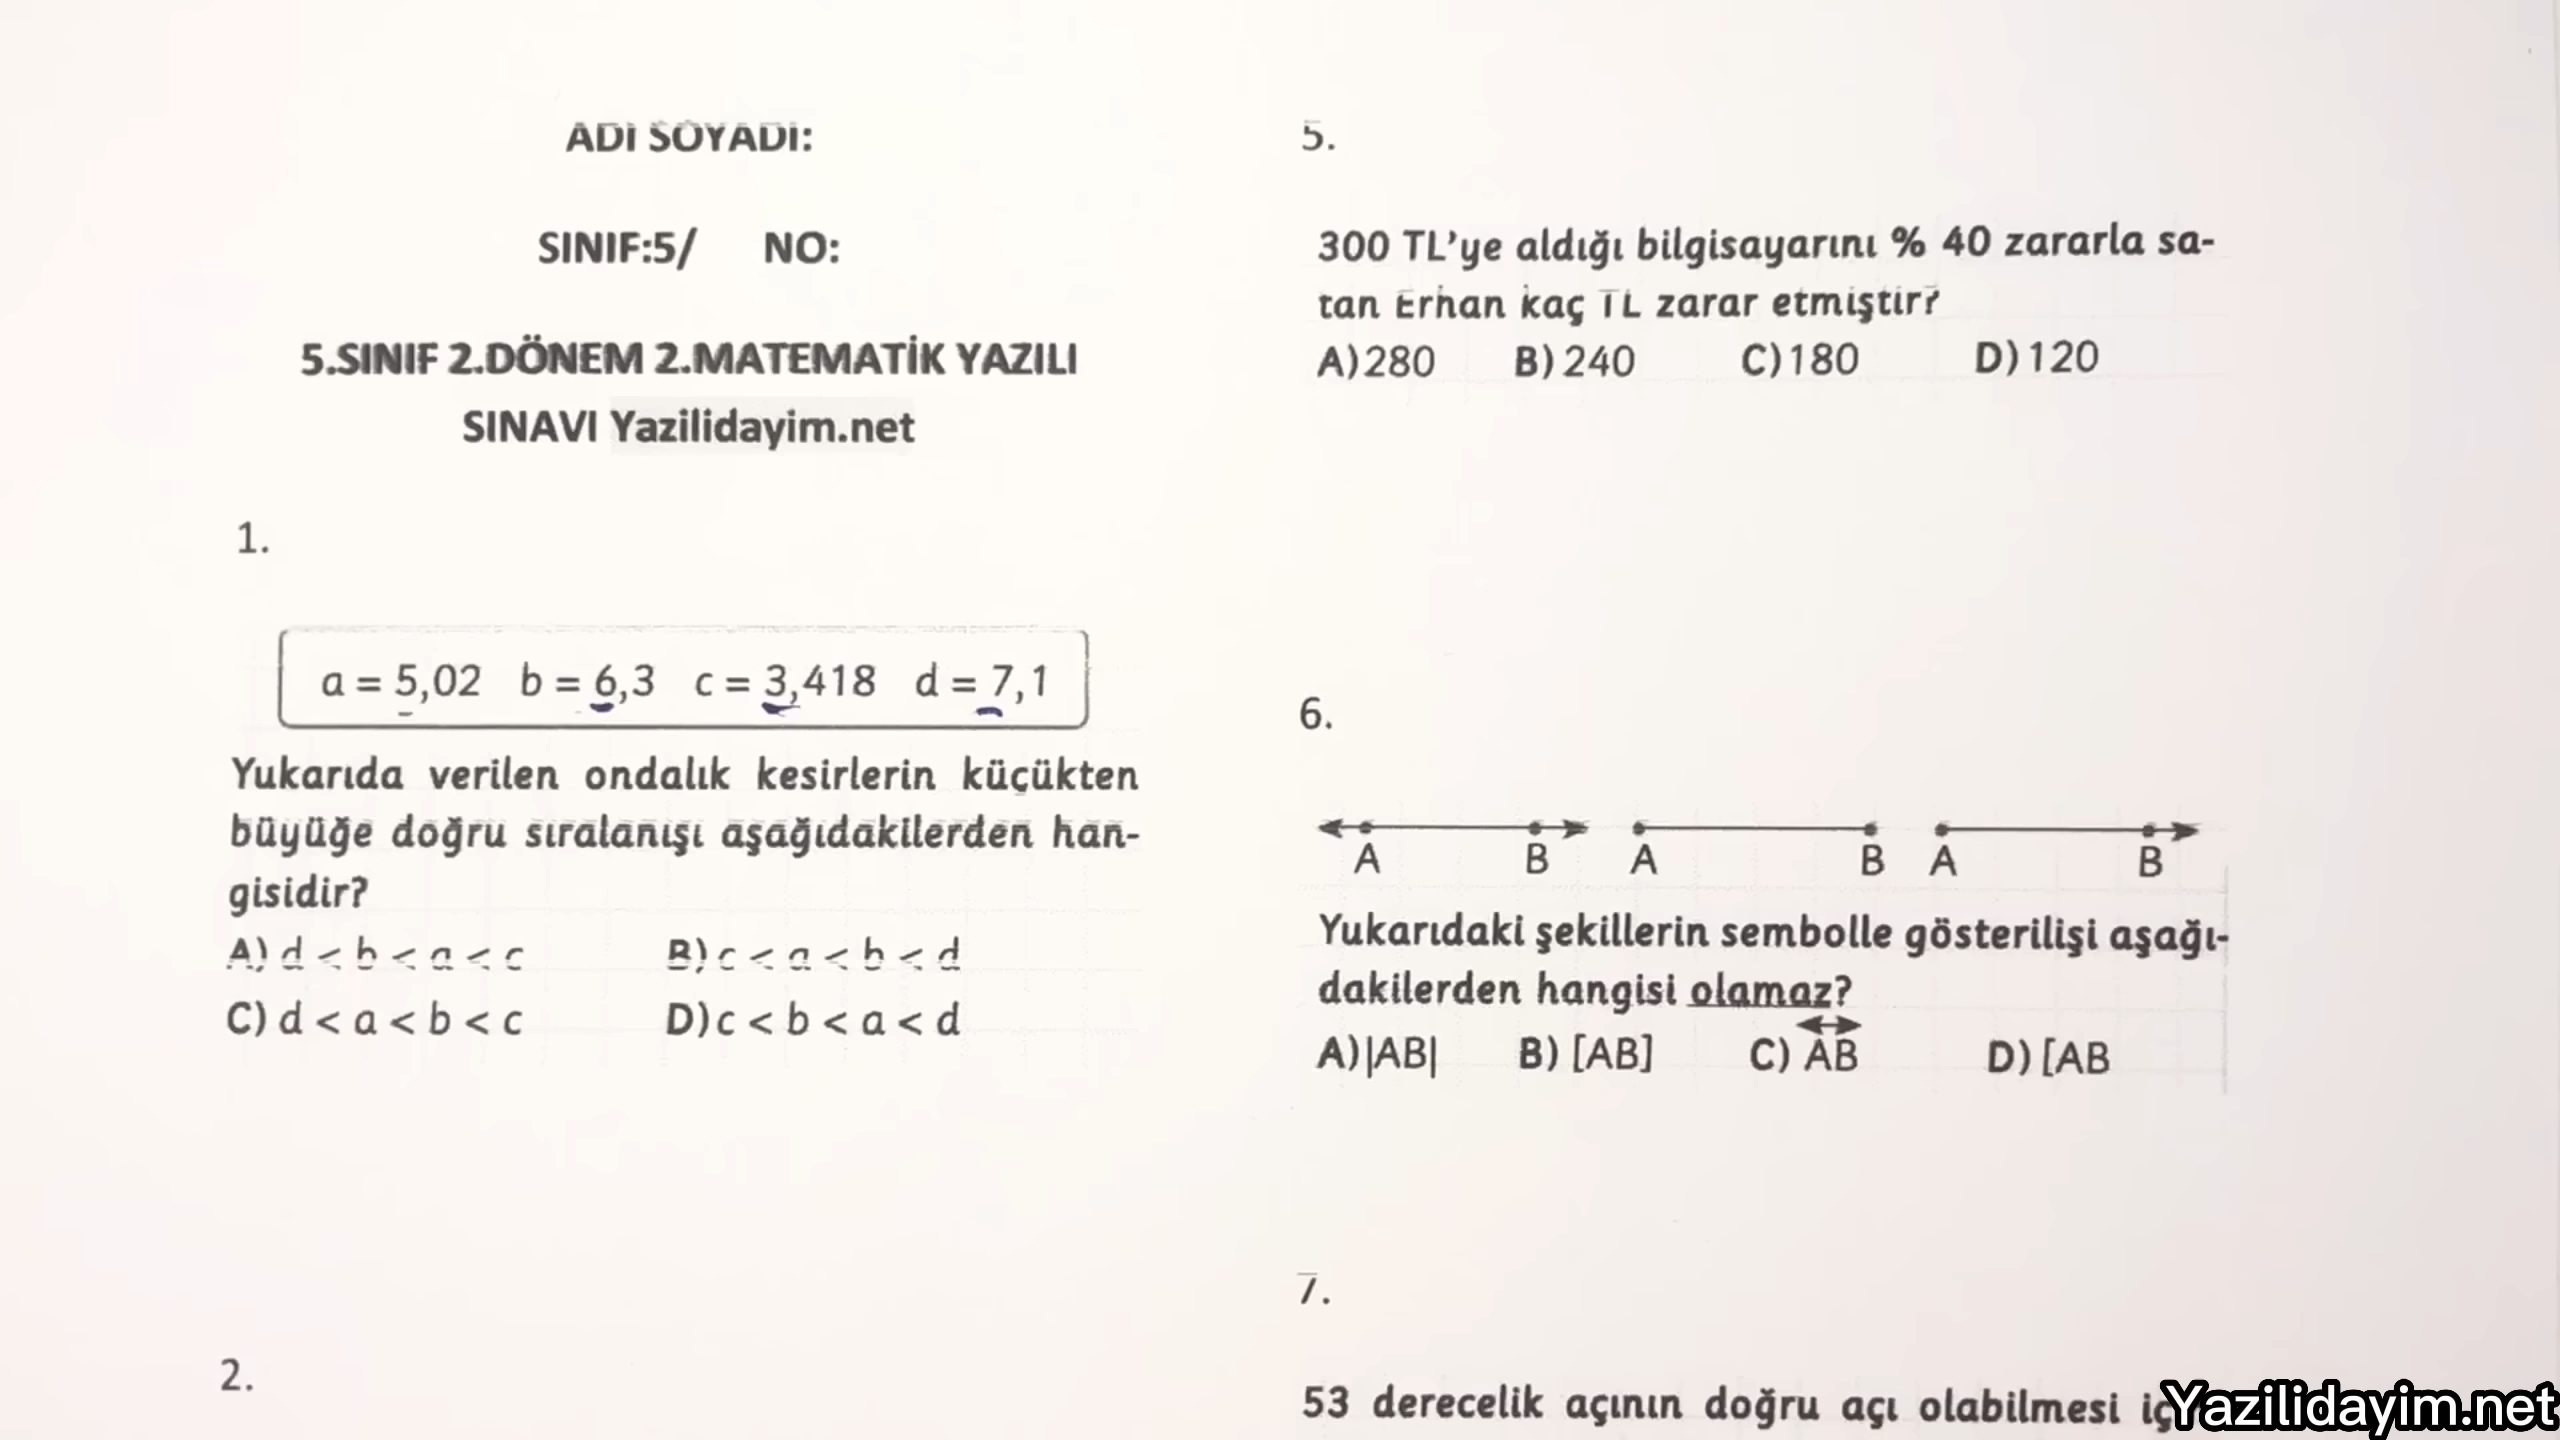 ADI SOYADI:
SINIF:5/ NO:
5.SINIF 2.DÖNEM 2.MATEMATİK YAZILI
SINAVI Yazilidayim.net
1.
a = 5,02 b = 6,3 c = 3,418 d = 7,1
Yukarıda verilen ondalık kesirlerin küçükten
büyüğe doğru sıralanışı aşağıdakilerden han-
gisidir?
A) d < b < a < c B) c < a < b < d
C) d < a < b < c D) c < b < a < d
2.
5.
300 TL'ye aldığı bilgisayarını % 40 zararla sa-
tan Erhan kaç TL zarar etmiştir?
A) 280 B) 240 C) 180 D) 120
6.
A B A B A B
Yukarıdaki şekillerin sembolle gösterilişi aşağı-
dakilerden hangisi olamaz?
A) |AB| B) [AB] C) AB D) [AB
7.
53 derecelik açının doğru açı olabilmesi
Yazilidayim.net